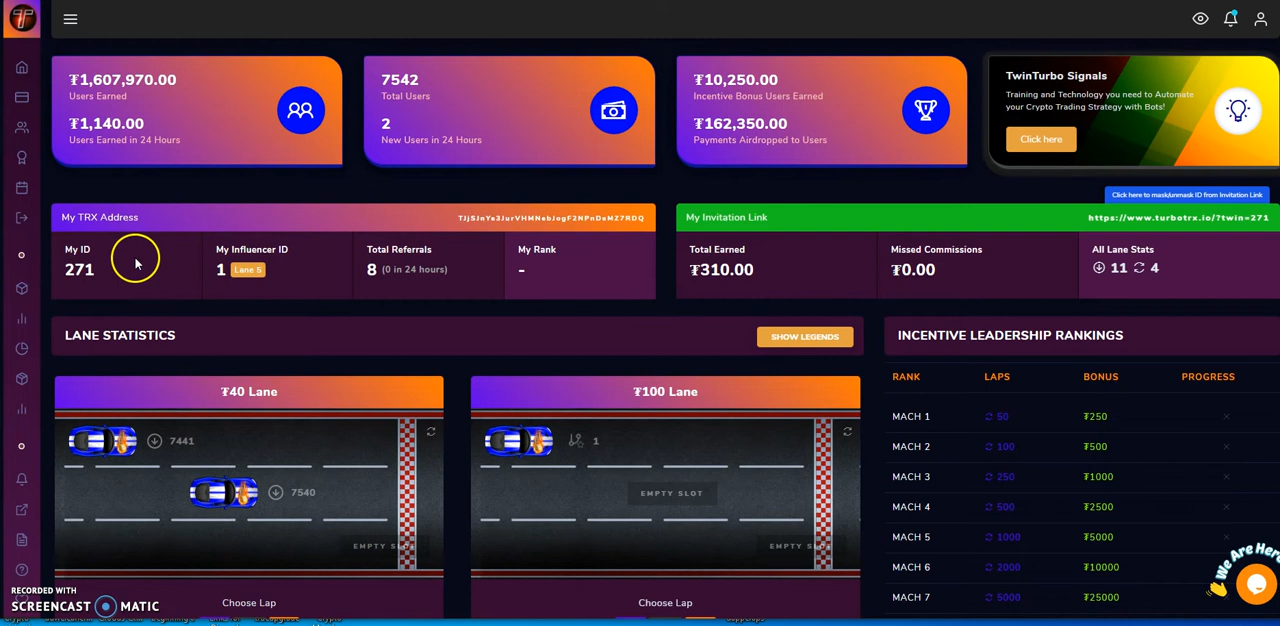 ₮1,607,970.00
Users Earned
₮1,140.00
Users Earned in 24 Hours
7542
Total Users
2
New Users in 24 Hours
₮10,250.00
Incentive Bonus Users Earned
₮162,350.00
Payments Airdropped to Users
TwinTurbo Signals
Training and Technology you need to Automate
your Crypto Trading Strategy with Bots!
Click here
Click here to mask/unmask ID from Invitation Link
My TRX Address
My Invitation Link https://www.turbotrx.io/?twin=271
My ID
271
My Influencer ID
1 Lane 5
Total Referrals
8 (0 in 24 hours)
My Rank
-
Total Earned
₮310.00
Missed Commissions
₮0.00
All Lane Stats
11 4
LANE STATISTICS
SHOW LEGENDS
₮40 Lane
7441
7540
EMPTY
Choose Lap
₮100 Lane
1
EMPTY SLOT
EMPTY
Choose Lap
INCENTIVE LEADERSHIP RANKINGS
RANK LAPS BONUS PROGRESS
MACH 1 50 ₮250 ×
MACH 2 100 ₮500 ×
MACH 3 250 ₮1000 ×
MACH 4 500 ₮2500 ×
MACH 5 1000 ₮5000 ×
MACH 6 2000 ₮10000
MACH 7 5000 ₮25000
We Are Here
RECORDED WITH
SCREENCAST MATIC